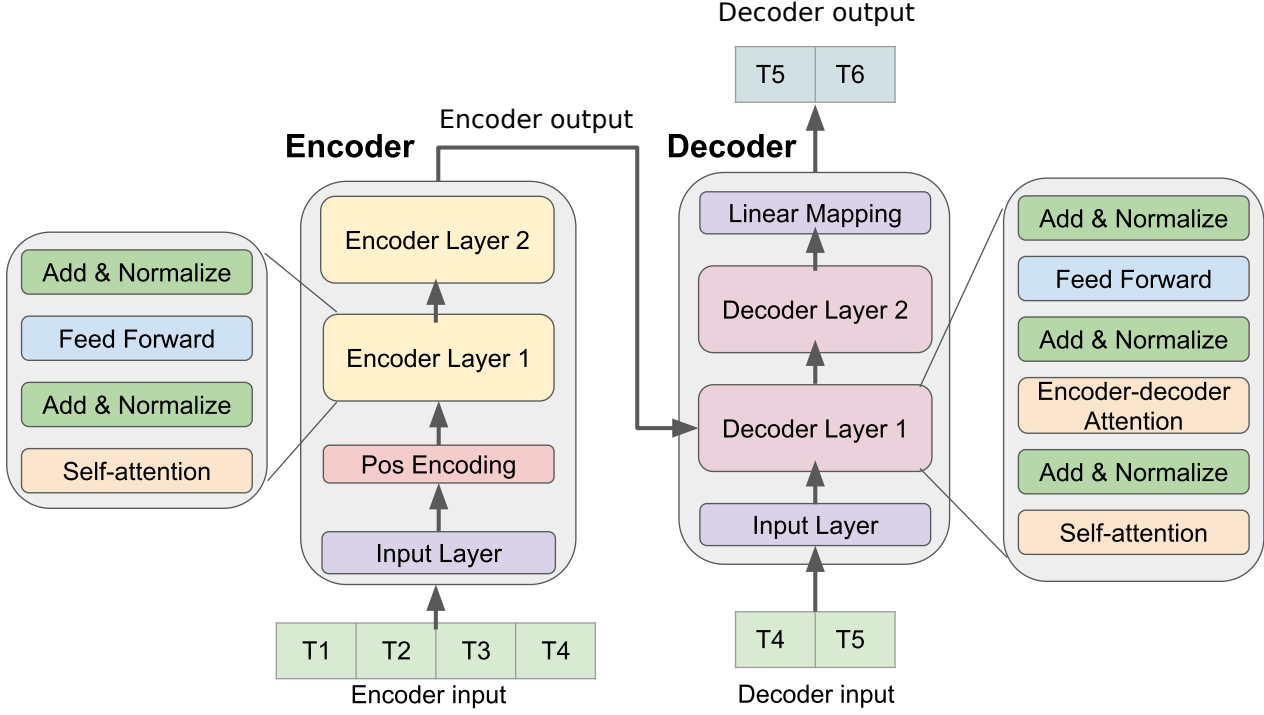 Decoder output
T5 T6
Encoder output
Encoder
Decoder
Linear Mapping
Encoder Layer 2
Decoder Layer 2
Encoder Layer 1
Decoder Layer 1
Pos Encoding
Input Layer
Input Layer
T1 T2 T3 T4
Encoder input
T4 T5
Decoder input
Add & Normalize
Feed Forward
Add & Normalize
Self-attention
Add & Normalize
Feed Forward
Add & Normalize
Encoder-decoder
Attention
Add & Normalize
Self-attention